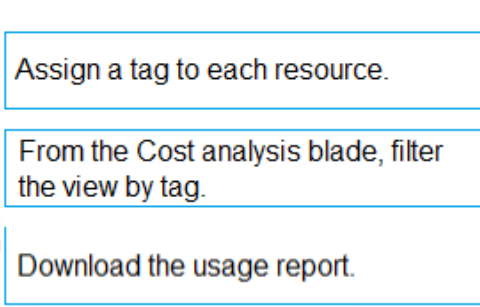 Assign a tag to each resource.
From the Cost analysis blade, filter
the view by tag.
Download the usage report.